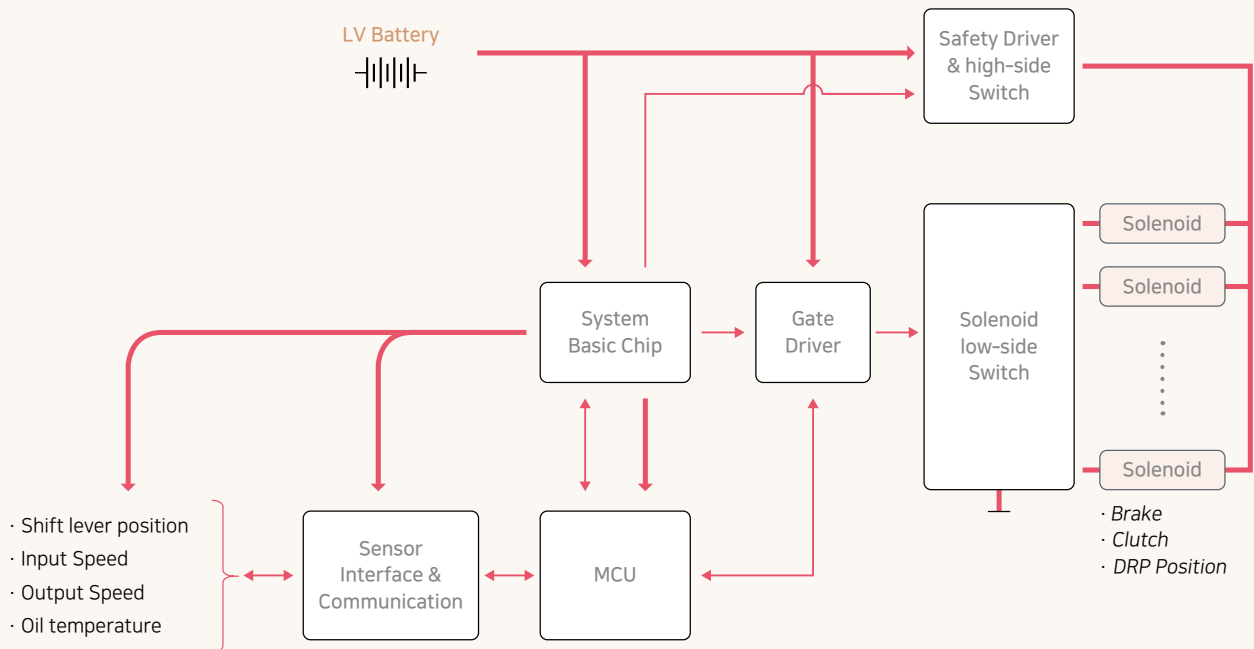 LV Battery
Safety Driver
& high-side
Switch
Solenoid
Solenoid
System
Basic Chip
Gate
Driver
Solenoid
low-side
Switch
Solenoid
· Shift lever position
· Input Speed
· Output Speed
· Oil temperature
Sensor
Interface &
Communication
MCU
· Brake
· Clutch
· DRP Position